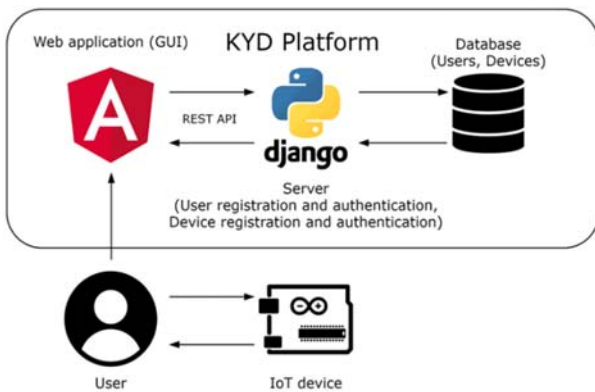 KYD Platform
Web application (GUI)
Database
(Users, Devices)
A
REST API
django
Server
(User registration and authentication,
Device registration and authentication)
User
IoT device